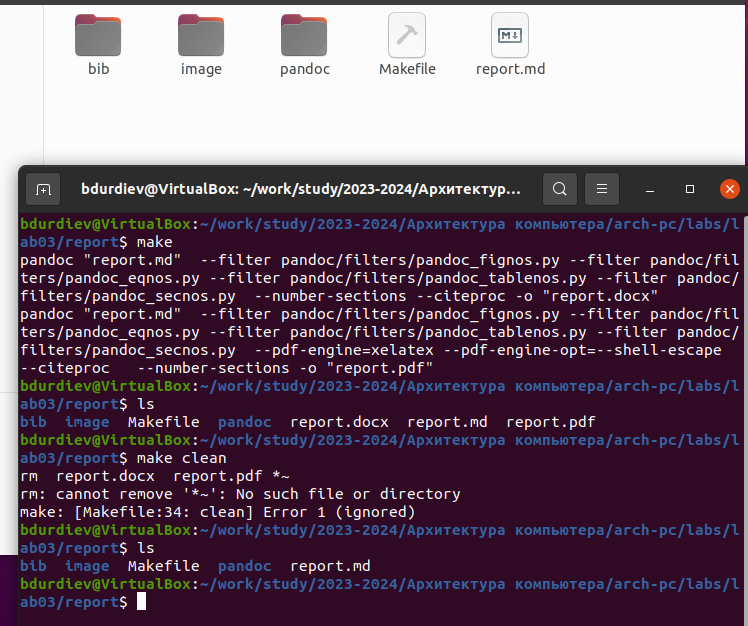 bib image pandoc Makefile report.md
M↓
bdurdiev@VirtualBox: ~/work/study/2023-2024/Архитектур...
bdurdiev@VirtualBox:~/work/study/2023-2024/Архитектура компьютера/arch-pc/labs/l
ab03/report$ make
pandoc "report.md"  --filter pandoc/filters/pandoc_fignos.py --filter pandoc/fil
ters/pandoc_eqnos.py --filter pandoc/filters/pandoc_tablenos.py --filter pandoc/
filters/pandoc_secnos.py  --number-sections --citeproc -o "report.docx"
pandoc "report.md"  --filter pandoc/filters/pandoc_fignos.py --filter pandoc/fil
ters/pandoc_eqnos.py --filter pandoc/filters/pandoc_tablenos.py --filter pandoc/
filters/pandoc_secnos.py  --pdf-engine=xelatex --pdf-engine-opt=--shell-escape
--citeproc   --number-sections -o "report.pdf"
bdurdiev@VirtualBox:~/work/study/2023-2024/Архитектура компьютера/arch-pc/labs/l
ab03/report$ ls
bib  image  Makefile  pandoc  report.docx  report.md  report.pdf
bdurdiev@VirtualBox:~/work/study/2023-2024/Архитектура компьютера/arch-pc/labs/l
ab03/report$ make clean
rm  report.docx  report.pdf *~
rm: cannot remove '*~': No such file or directory
make: [Makefile:34: clean] Error 1 (ignored)
bdurdiev@VirtualBox:~/work/study/2023-2024/Архитектура компьютера/arch-pc/labs/l
ab03/report$ ls
bib  image  Makefile  pandoc  report.md
bdurdiev@VirtualBox:~/work/study/2023-2024/Архитектура компьютера/arch-pc/labs/l
ab03/report$